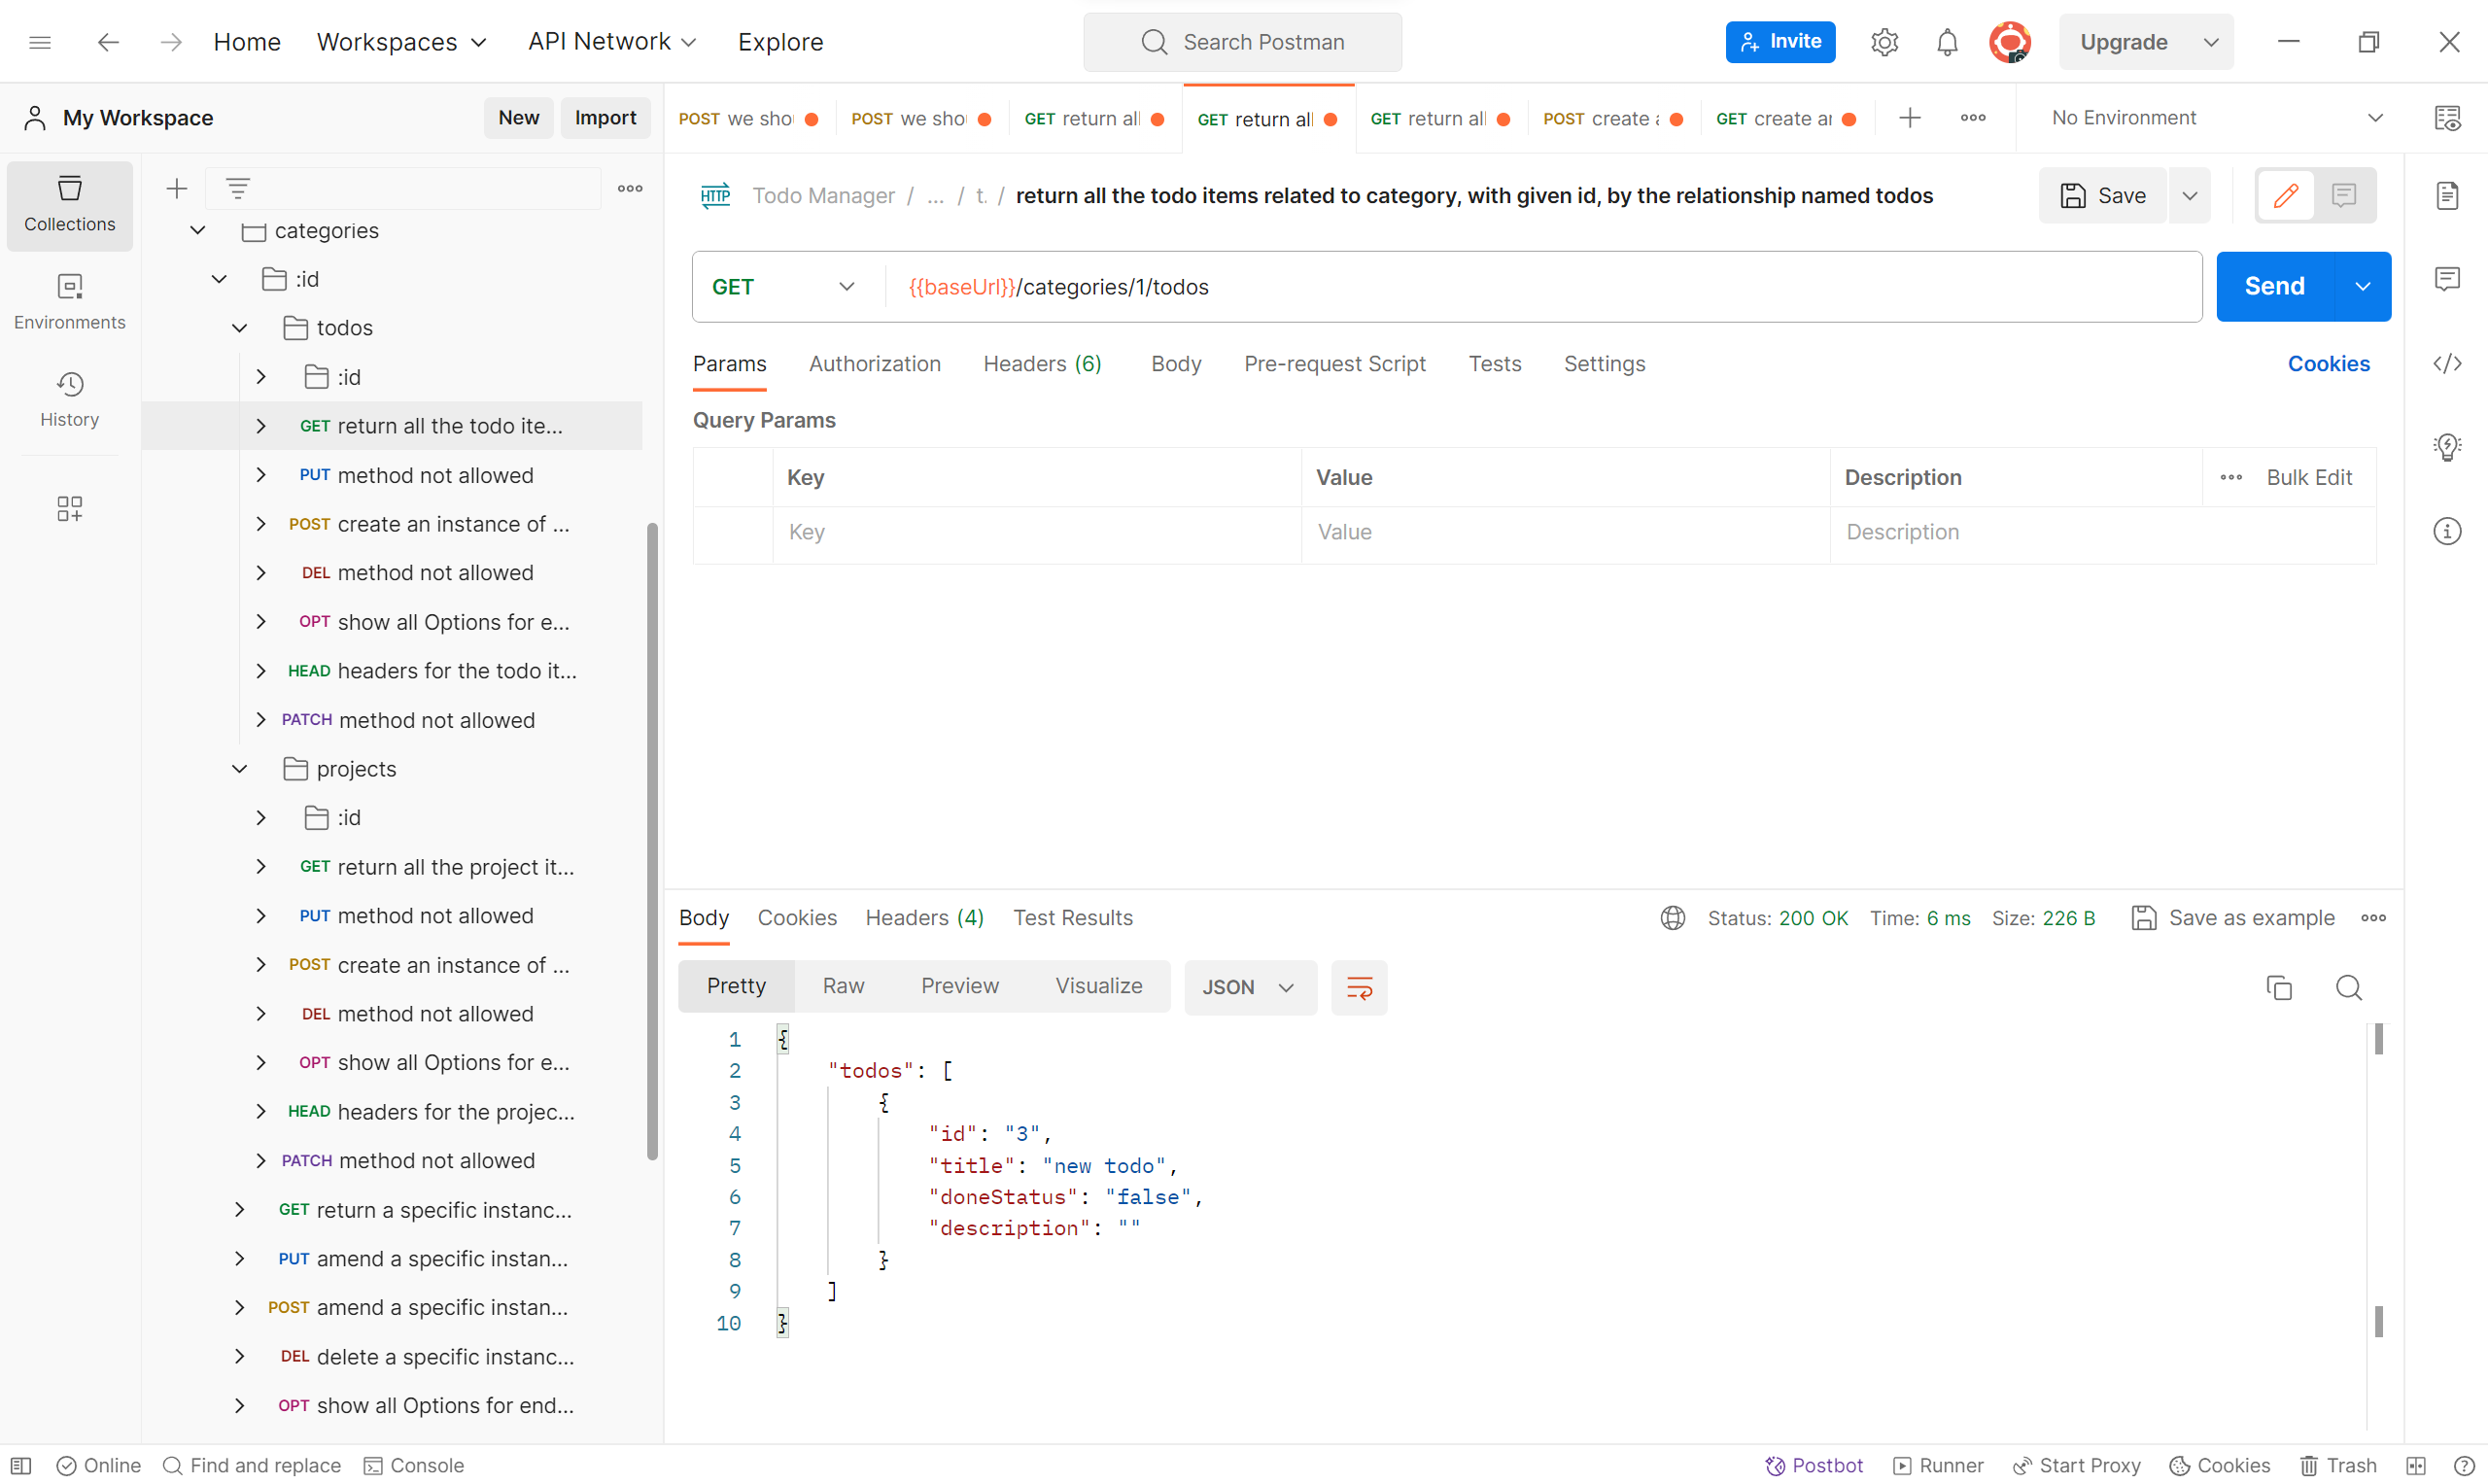 Home Workspaces API Network Explore Search Postman Invite Upgrade
My Workspace New Import
POST we sho POST we sho GET return all GET return all GET return all POST create a GET create an No Environment
Collections
Environments
History
categories
:id
todos
:id
GET return all the todo ite...
PUT method not allowed
POST create an instance of ...
DEL method not allowed
OPT show all Options for e...
HEAD headers for the todo it...
PATCH method not allowed
projects
:id
GET return all the project it...
PUT method not allowed
POST create an instance of ...
DEL method not allowed
OPT show all Options for e...
HEAD headers for the projec...
PATCH method not allowed
GET return a specific instanc...
PUT amend a specific instan...
POST amend a specific instan...
DEL delete a specific instanc...
OPT show all Options for end...
HTTP Todo Manager / ... / t. / return all the todo items related to category, with given id, by the relationship named todos Save
GET {{baseUrl}}/categories/1/todos Send
Params Authorization Headers (6) Body Pre-request Script Tests Settings Cookies
Query Params
Key Value Description Bulk Edit
Key Value Description
Body Cookies Headers (4) Test Results Status: 200 OK Time: 6 ms Size: 226 B Save as example
Pretty Raw Preview Visualize JSON
1 {
2 "todos": [
3 {
4 "id": "3",
5 "title": "new todo",
6 "doneStatus": "false",
7 "description": ""
8 }
9 ]
10 }
Online Find and replace Console Postbot Runner Start Proxy Cookies Trash